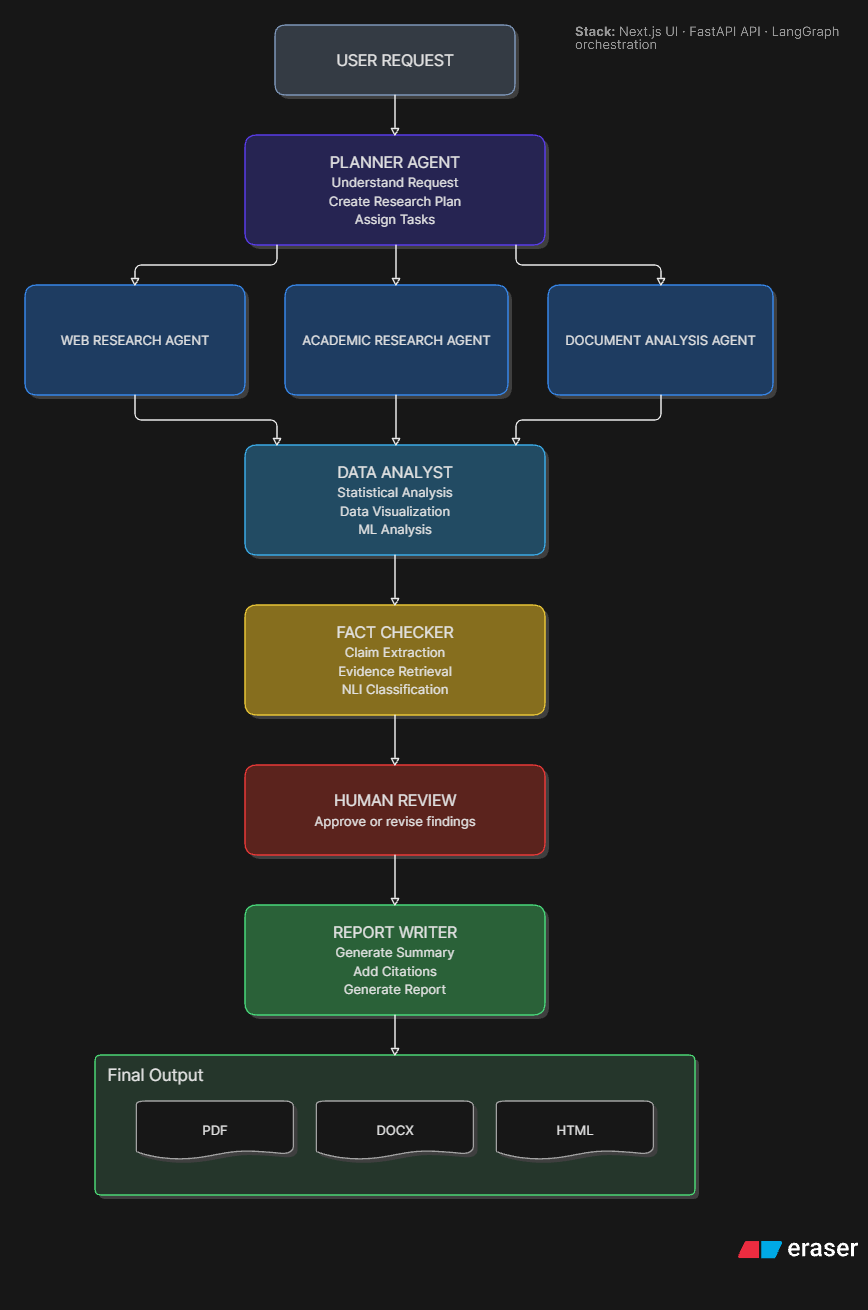 Stack: Next.js UI · FastAPI API · LangGraph
orchestration
USER REQUEST
PLANNER AGENT
Understand Request
Create Research Plan
Assign Tasks
WEB RESEARCH AGENT
ACADEMIC RESEARCH AGENT
DOCUMENT ANALYSIS AGENT
DATA ANALYST
Statistical Analysis
Data Visualization
ML Analysis
FACT CHECKER
Claim Extraction
Evidence Retrieval
NLI Classification
HUMAN REVIEW
Approve or revise findings
REPORT WRITER
Generate Summary
Add Citations
Generate Report
Final Output
PDF
DOCX
HTML
eraser